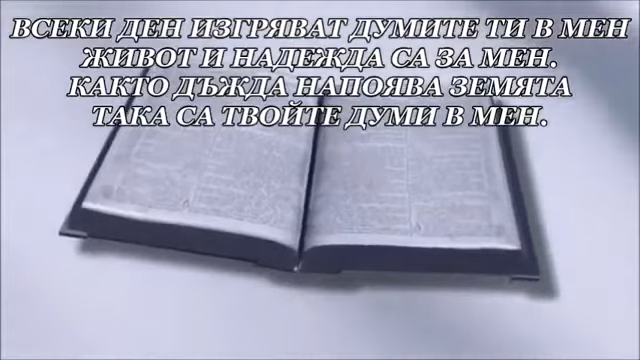 ВСЕКИ ДЕН ИЗГРЯВАТ ДУМИТЕ ТИ В МЕН
ЖИВОТ И НАДЕЖДА СА ЗА МЕН.
КАКТО ДЪЖДА НАПОЯВА ЗЕМЯТА
ТАКА СА ТВОЙТЕ ДУМИ В МЕН.